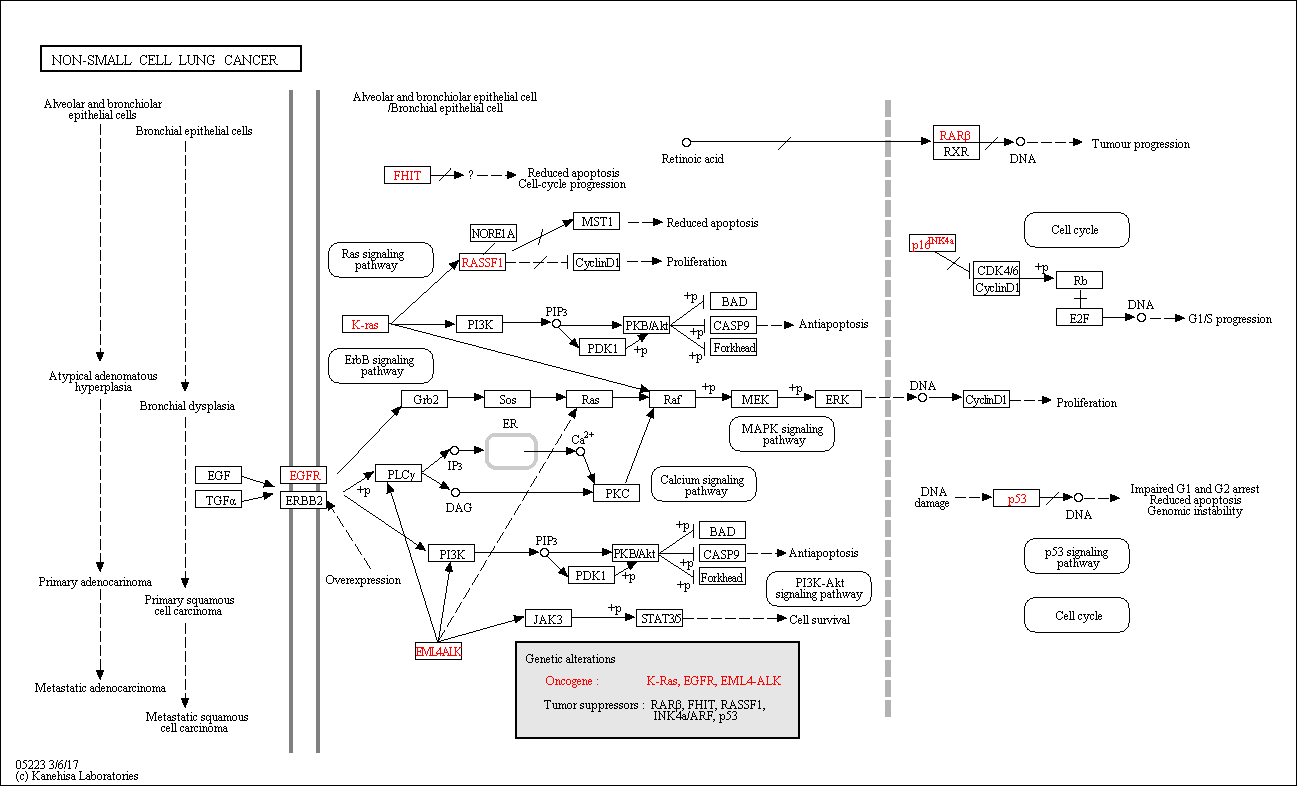 NON-SMALL CELL LUNG CANCER
Alveolar and bronchiolar
epithelial cells
Bronchial epithelial cells
Atypical adenomatous
hyperplasia
Bronchial dysplasia
Primary adenocarinoma
Primary squamous
cell carcinoma
Metastatic adenocarcinoma
Metastatic squamous
cell carcinoma
Alveolar and bronchiolar epithelial cell
/Bronchial epithelial cell
Retinoic acid
RARβ
RXR
DNA
Tumour progression
FHIT
?
Reduced apoptosis
Cell-cycle progression
NORE1A
MST1
Reduced apoptosis
Ras signaling
pathway
RASSF1
CyclinD1
Proliferation
p16INK4a
Cell cycle
CDK4/6
CyclinD1
+p
Rb
E2F
DNA
G1/S progression
K-ras
PI3K
PIP3
PKB/Akt
PDK1
+p
+p
+p
+p
BAD
CASP9
Forkhead
Antiapoptosis
ErbB signaling
pathway
Grb2
Sos
Ras
Raf
+p
MEK
+p
ERK
DNA
CyclinD1
Proliferation
MAPK signaling
pathway
ER
Ca2+
IP3
EGF
TGFα
EGFR
ERBB2
+p
PLCγ
DAG
PKC
Calcium signaling
pathway
DNA
damage
p53
DNA
Impaired G1 and G2 arrest
Reduced apoptosis
Genomic instability
Overexpression
PI3K
PIP3
PKB/Akt
PDK1
+p
+p
+p
+p
BAD
CASP9
Forkhead
Antiapoptosis
PI3K-Akt
signaling pathway
p53 signaling
pathway
Cell cycle
JAK3
+p
STAT3/5
Cell survival
EML4ALK
Genetic alterations
Oncogene : K-Ras, EGFR, EML4-ALK
Tumor suppressors : RARβ, FHIT, RASSF1,
INK4a/ARF, p53
05223 3/6/17
(c) Kanehisa Laboratories